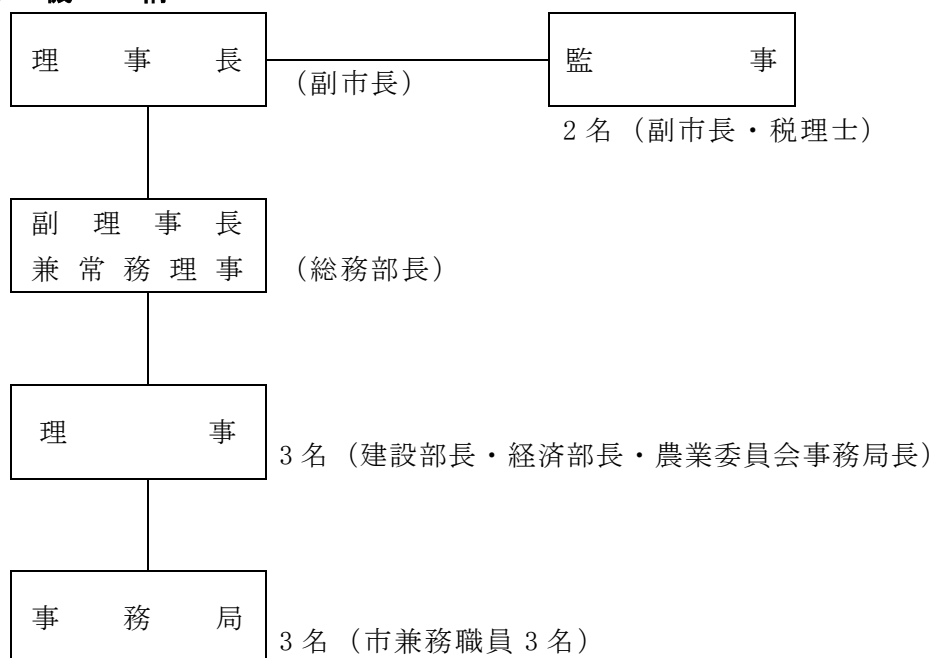 理事長
監事
（副市長）
2名（副市長・税理士）
副理事長
兼常務理事
（総務部長）
理事
3名（建設部長・経済部長・農業委員会事務局長）
事務局
3名（市兼務職員3名）